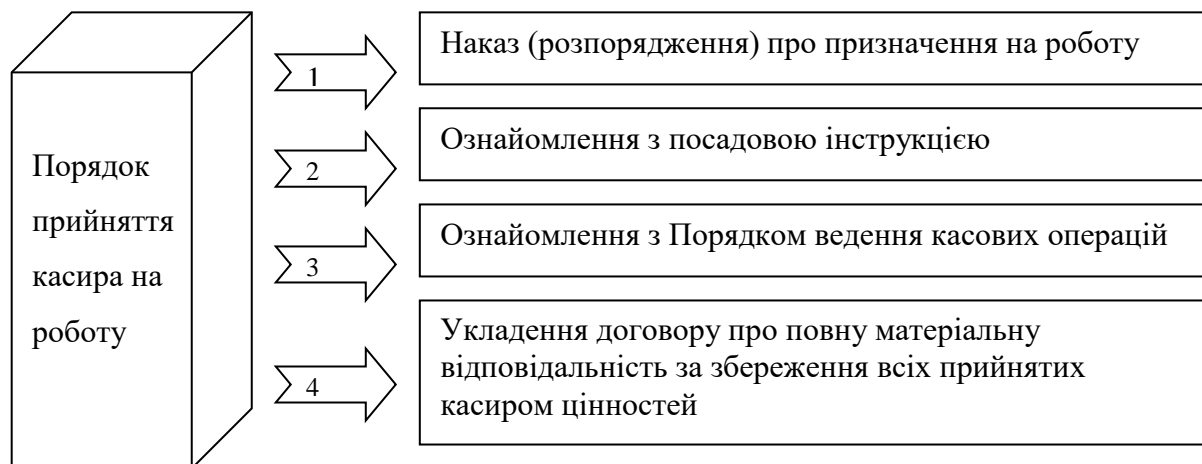 Порядок
прийняття
касира на
роботу
1
Наказ (розпорядження) про призначення на роботу
2
Ознайомлення з посадовою інструкцією
3
Ознайомлення з Порядком ведення касових операцій
4
Укладення договору про повну матеріальну
відповідальність за збереження всіх прийнятих
касиром цінностей